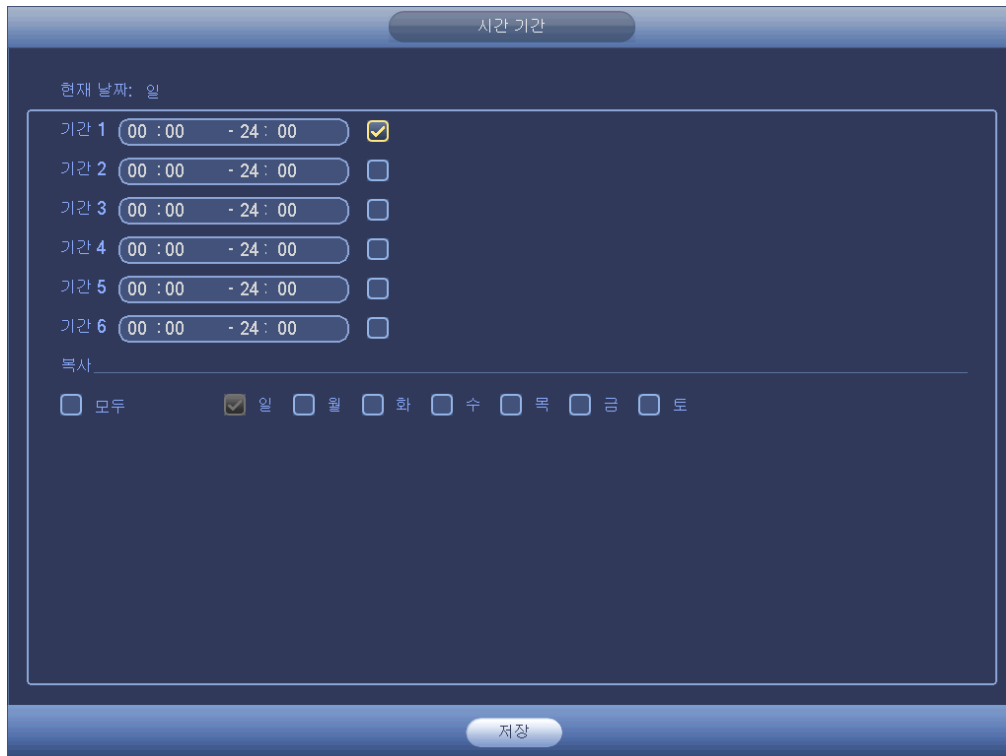 시간 기간
현재 날짜: 일
기간 1 00 :00 - 24 : 00
기간 2 00 :00 - 24 : 00
기간 3 00 :00 - 24 : 00
기간 4 00 :00 - 24 : 00
기간 5 00 :00 - 24 : 00
기간 6 00 :00 - 24 : 00
복사
모두 일 월 화 수 목 금 토
저장